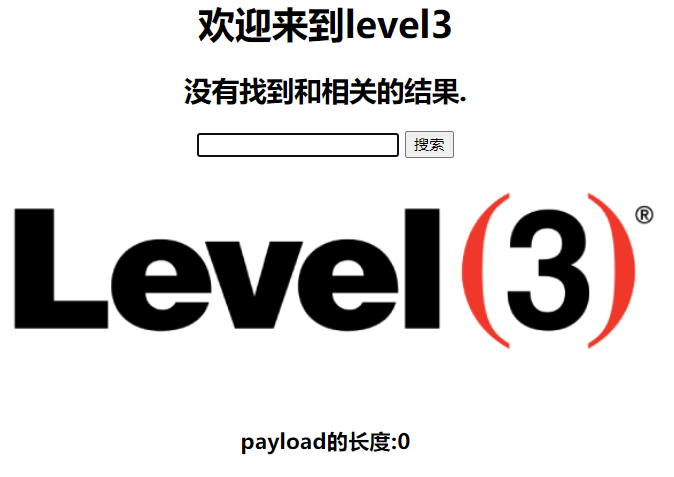 欢迎来到level3
没有找到和相关的结果.
搜索
Level(3)®
payload的长度:0